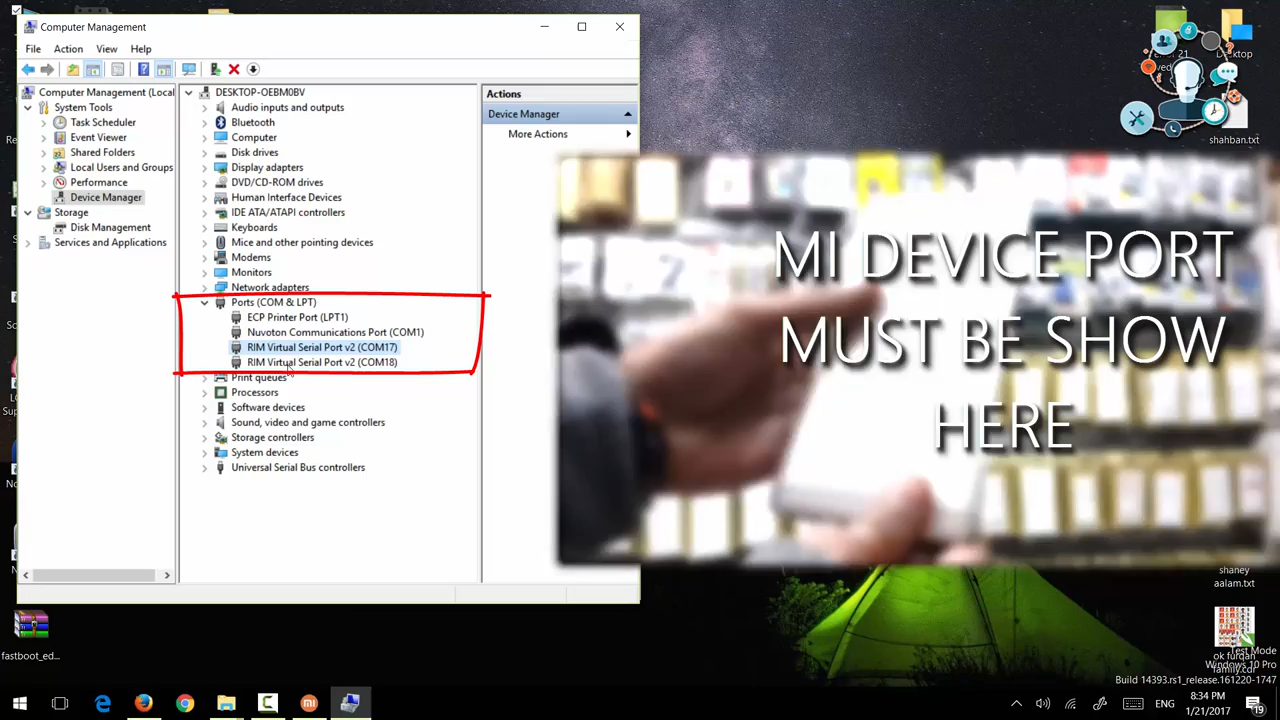 Computer Management
File Action View Help
Computer Management (Local
System Tools
Task Scheduler
Event Viewer
Shared Folders
Local Users and Groups
Performance
Device Manager
Storage
Disk Management
Services and Applications
DESKTOP-OEBM0BV
Audio inputs and outputs
Bluetooth
Computer
Disk drives
Display adapters
DVD/CD-ROM drives
Human Interface Devices
IDE ATA/ATAPI controllers
Keyboards
Mice and other pointing devices
Modems
Monitors
Network adapters
Ports (COM & LPT)
ECP Printer Port (LPT1)
Nuvoton Communications Port (COM1)
RIM Virtual Serial Port v2 (COM17)
RIM Virtual Serial Port v2 (COM18)
Print queues
Processors
Software devices
Sound, video and game controllers
Storage controllers
System devices
Universal Serial Bus controllers
Actions
Device Manager
More Actions
Desktop
shahban.txt
MI DEVICE PORT
MUST BE SHOW
HERE
shaney
aalam.txt
fastboot_ed...
ok furqan
family.cdr
Test Mode
Windows 10 Pro
Build 14393.rs1_release.161220-1747
ENG
8:34 PM
1/21/2017
19